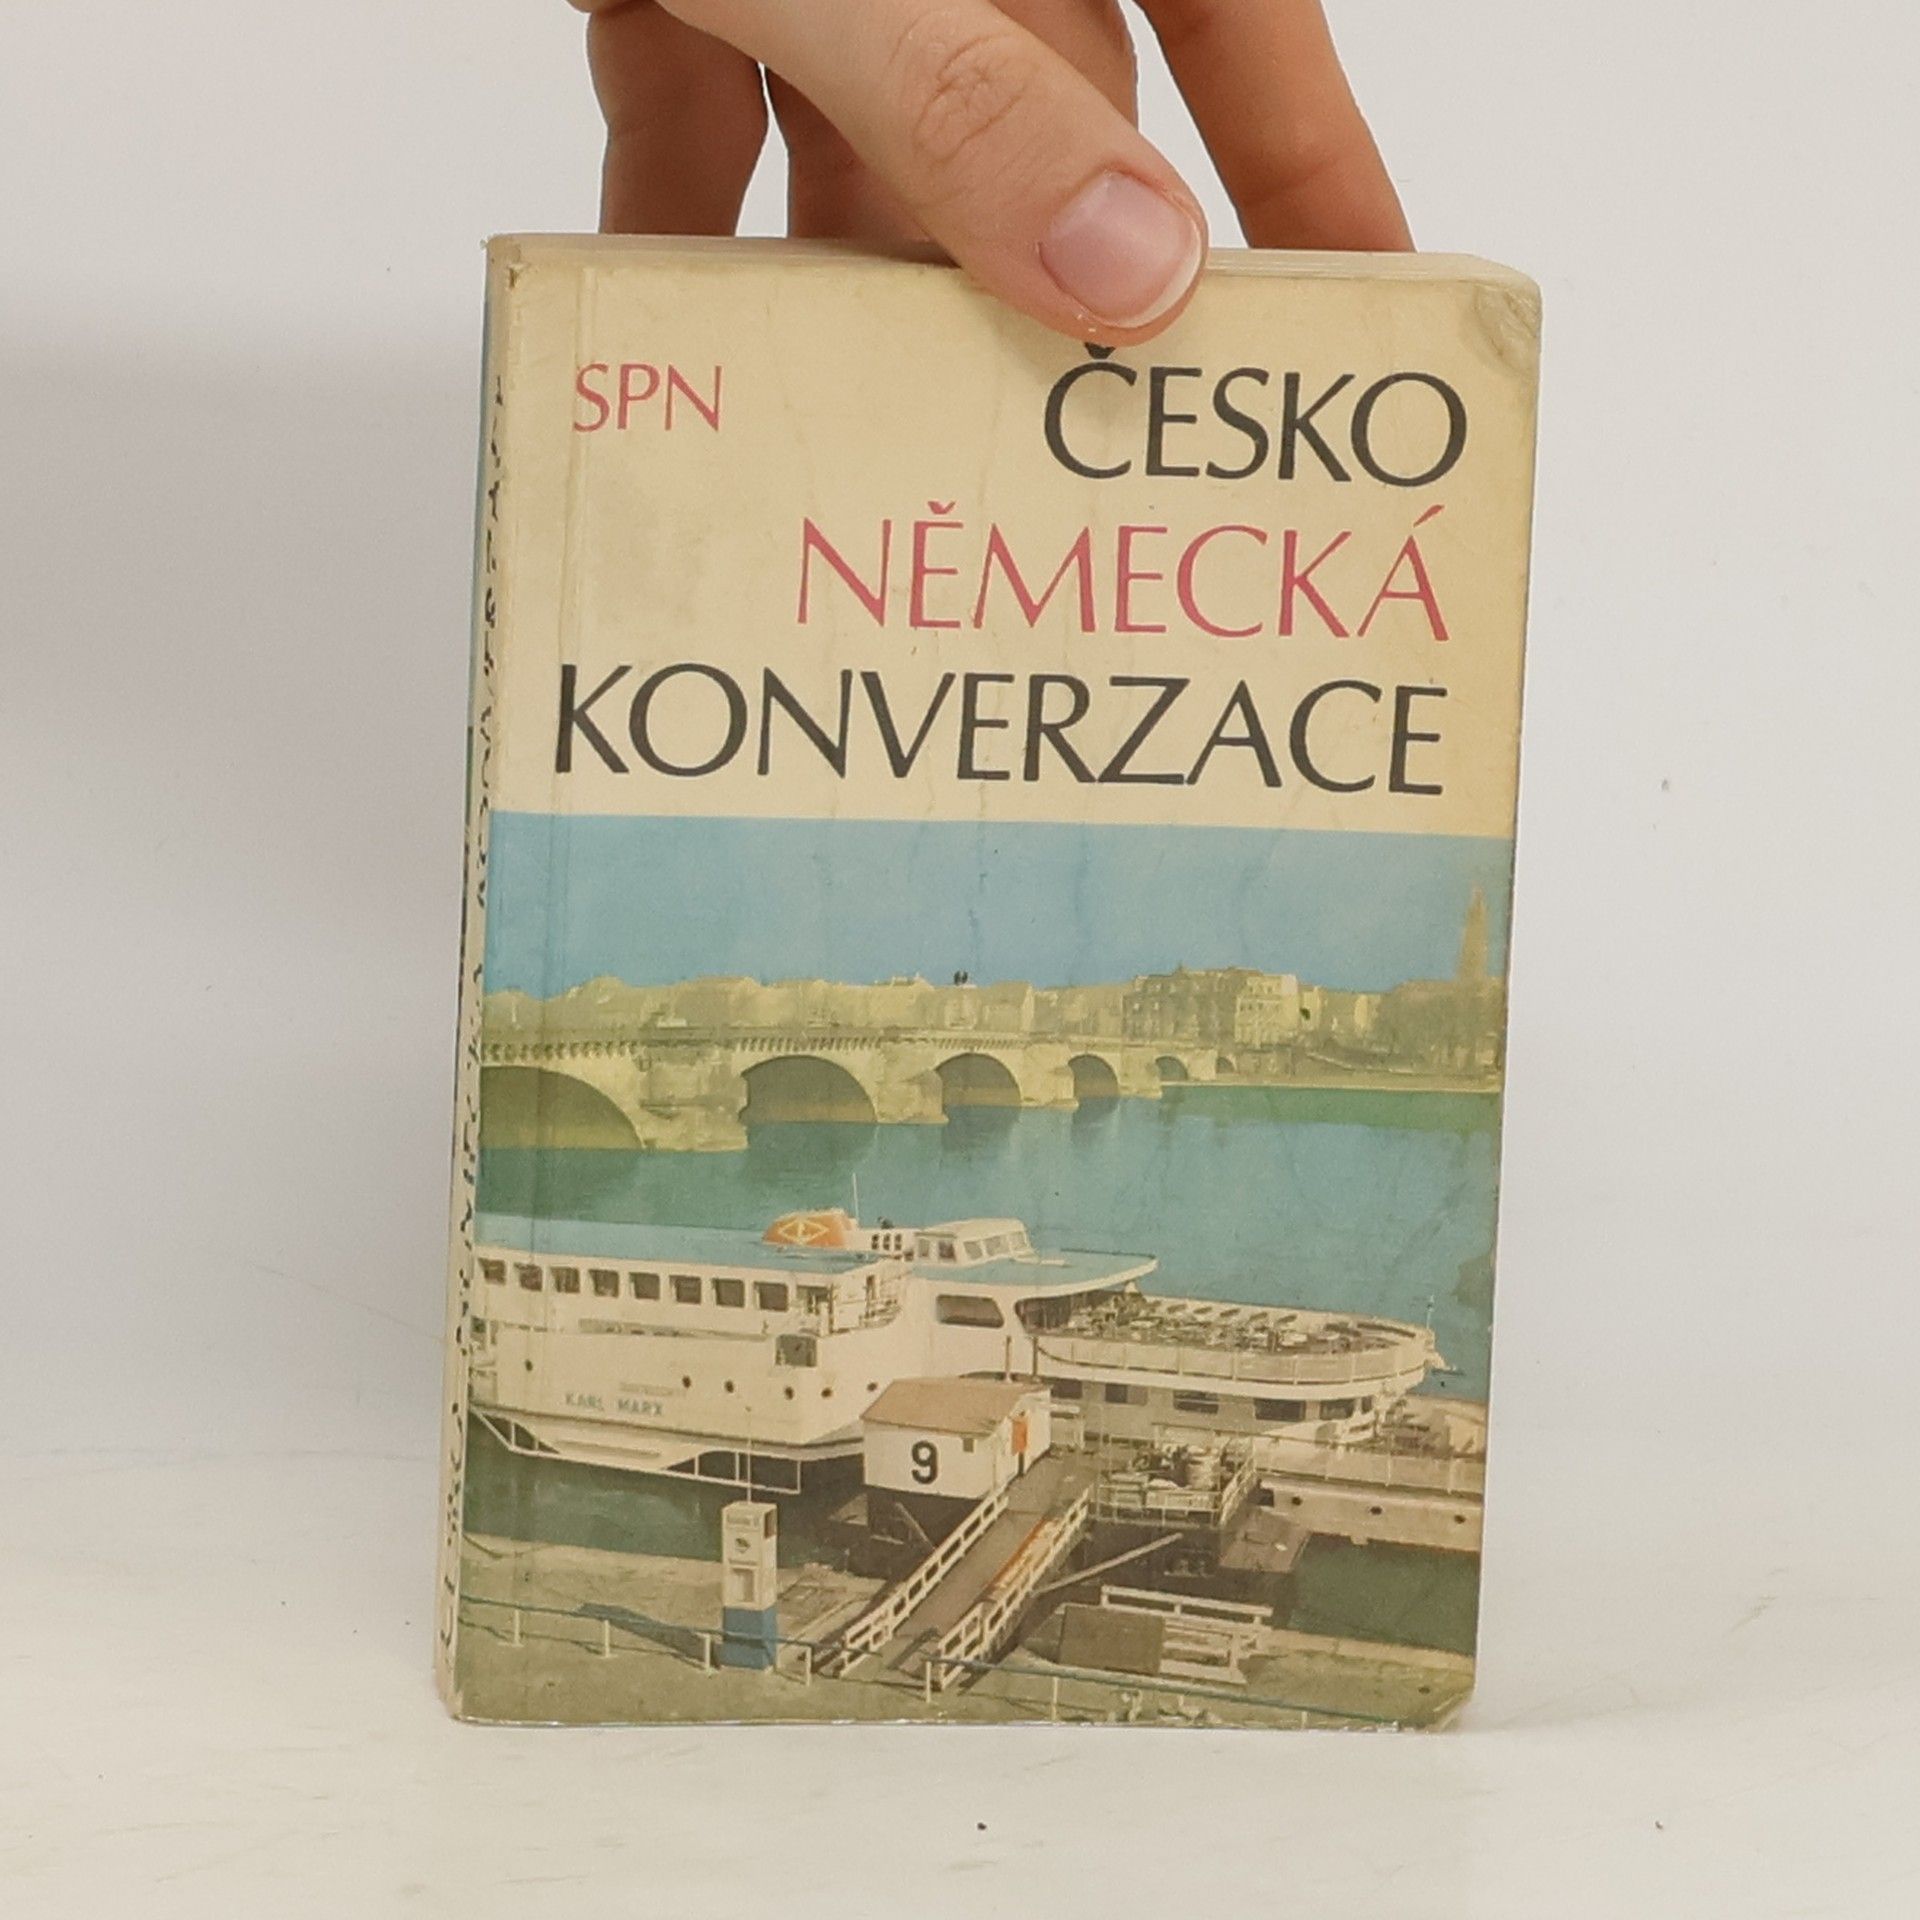 SPN
ČESKO
NĚMECKÁ
KONVERZACE
KARL MARX
9